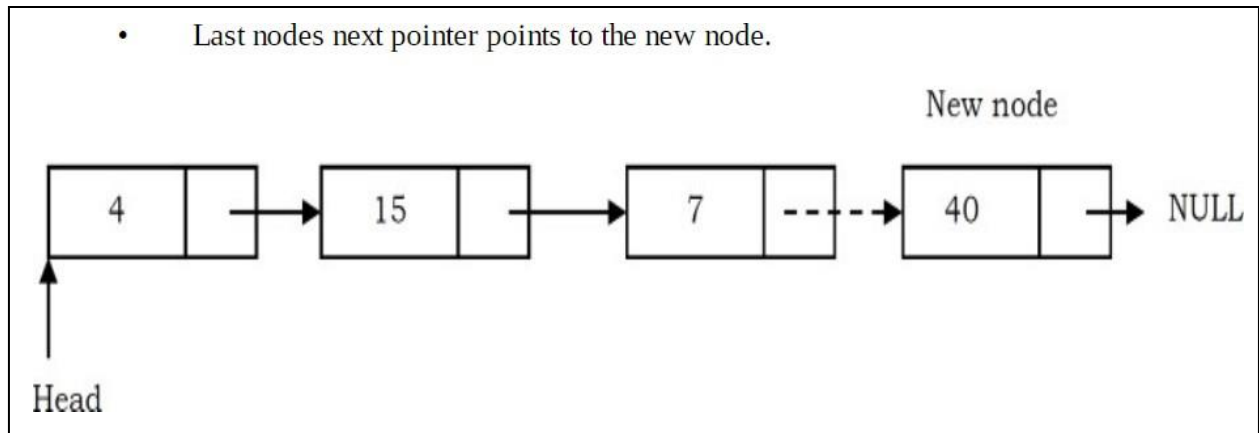 • Last nodes next pointer points to the new node.
New node
4 15 7 40 NULL
Head